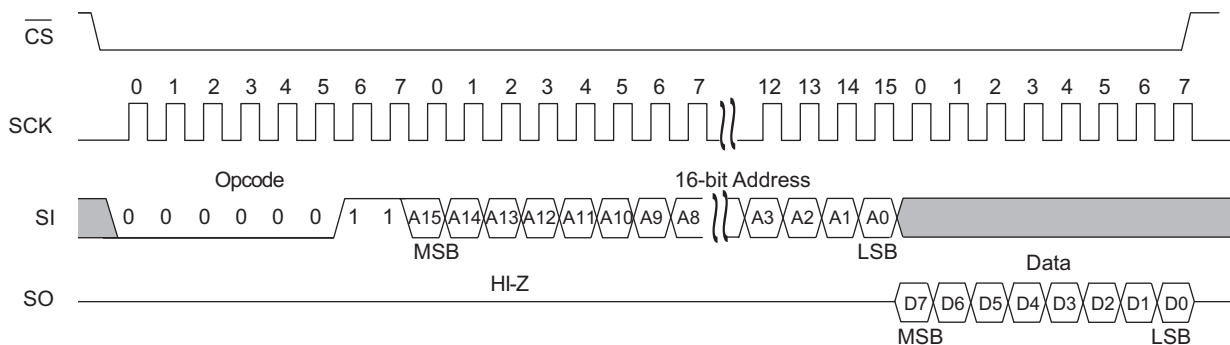 CS
0 1 2 3 4 5 6 7 0 1 2 3 4 5 6 7 12 13 14 15 0 1 2 3 4 5 6 7
SCK
Opcode 16-bit Address
SI 0 0 0 0 0 0 1 1 A15 A14 A13 A12 A11 A10 A9 A8 A3 A2 A1 A0
MSB LSB
HI-Z Data
SO D7 D6 D5 D4 D3 D2 D1 D0
MSB LSB